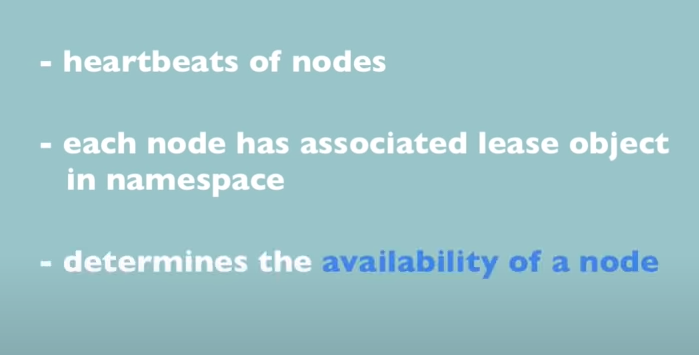 - heartbeats of nodes
- each node has associated lease object
in namespace
- determines the availability of a node